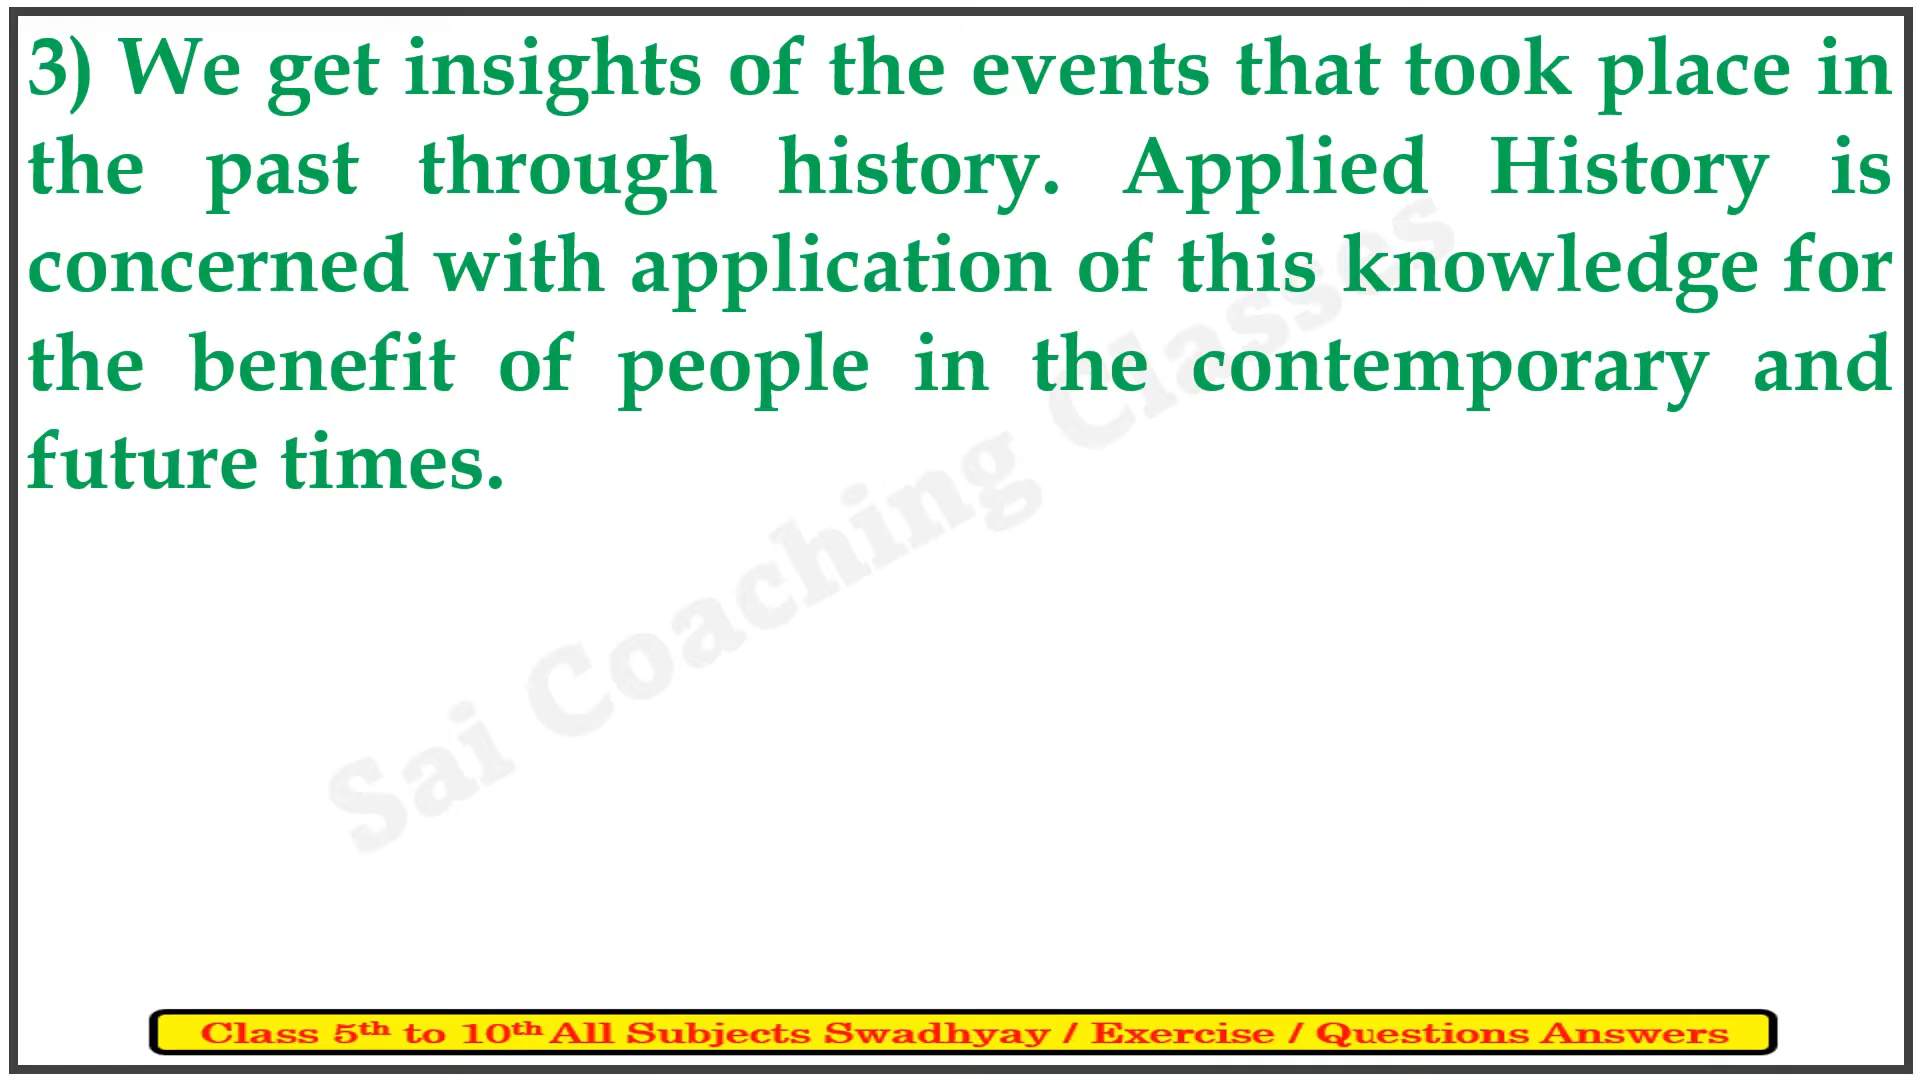 3) We get insights of the events that took place in
the past through history. Applied History is
concerned with application of this knowledge for
the benefit of people in the contemporary and
future times.
Sai Coaching Classes
Class 5th to 10th All Subjects Swadhyay / Exercise / Questions Answers